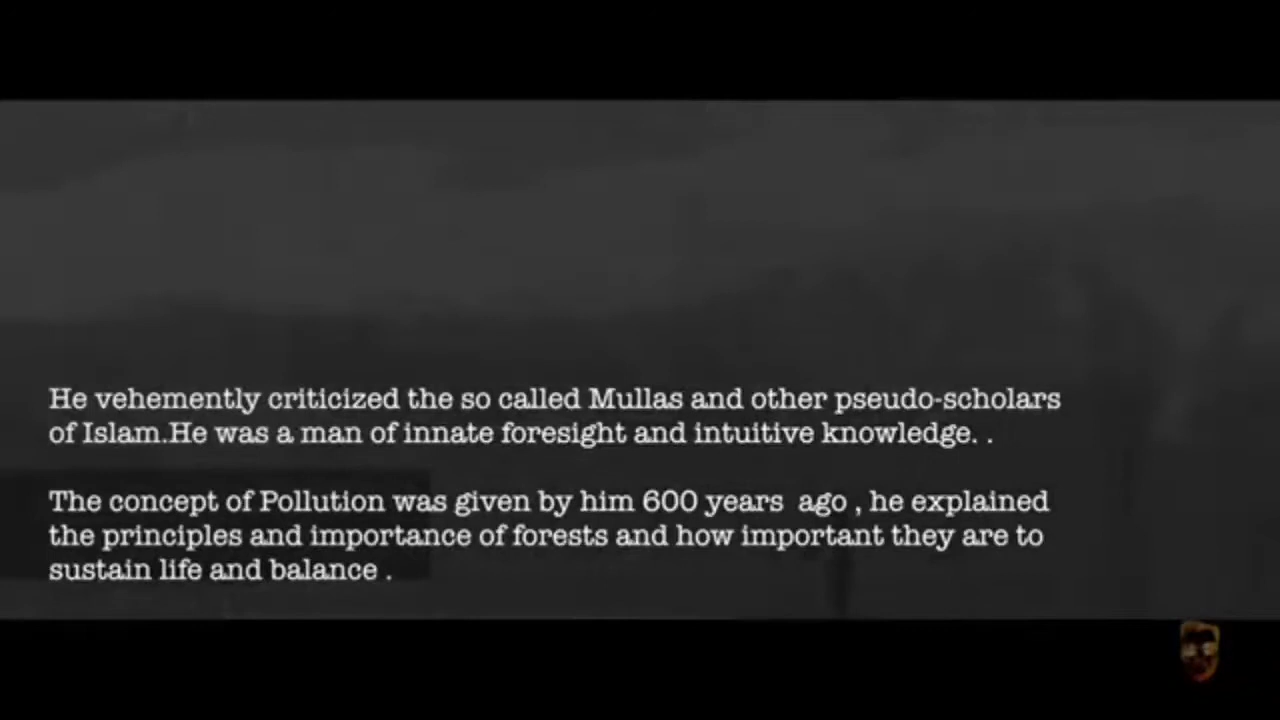 He vehemently criticized the so called Mullas and other pseudo-scholars
of Islam.He was a man of innate foresight and intuitive knowledge. .
The concept of Pollution was given by him 600 years  ago , he explained
the principles and importance of forests and how important they are to
sustain life and balance .